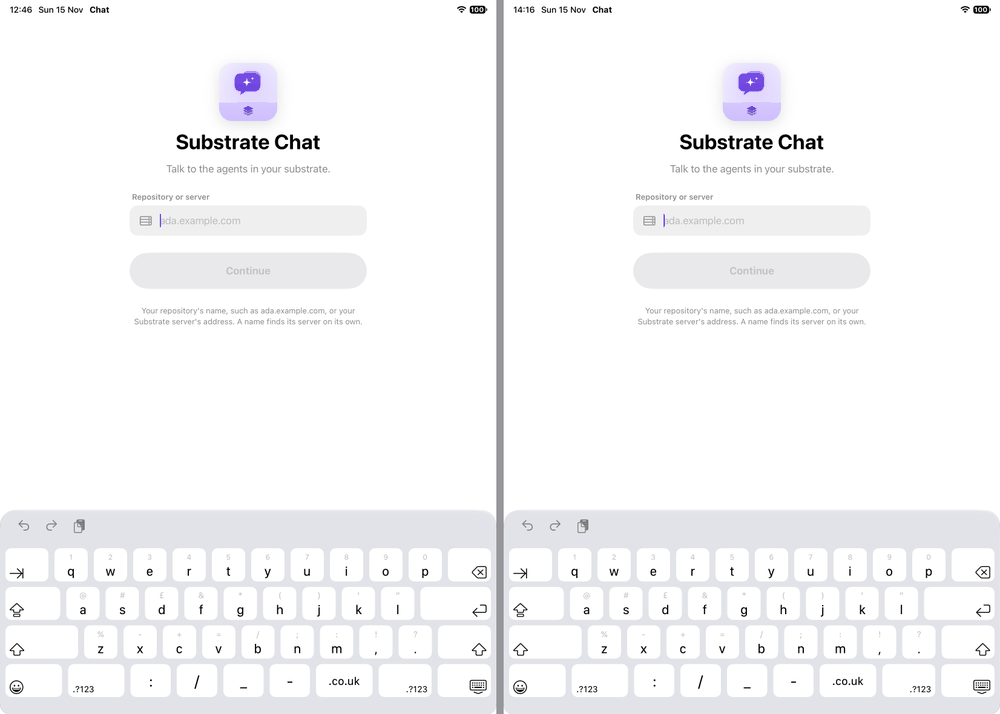 12:46 Sun 15 Nov Chat
100
Substrate Chat
Talk to the agents in your substrate.
Repository or server
ada.example.com
Continue
Your repository's name, such as ada.example.com, or your
Substrate server's address. A name finds its server on its own.
1 2 3 4 5 6 7 8 9 0
q w e r t y u i o p
@ # £ & * ( ) ' "
a s d f g h j k l
% - + = / ; : ! ?
z x c v b n m , .
.?123 : / _ - .co.uk .?123
14:16 Sun 15 Nov Chat
100
Substrate Chat
Talk to the agents in your substrate.
Repository or server
ada.example.com
Continue
Your repository's name, such as ada.example.com, or your
Substrate server's address. A name finds its server on its own.
1 2 3 4 5 6 7 8 9 0
q w e r t y u i o p
@ # £ & * ( ) ' "
a s d f g h j k l
% - + = / ; : ! ?
z x c v b n m , .
.?123 : / _ - .co.uk .?123